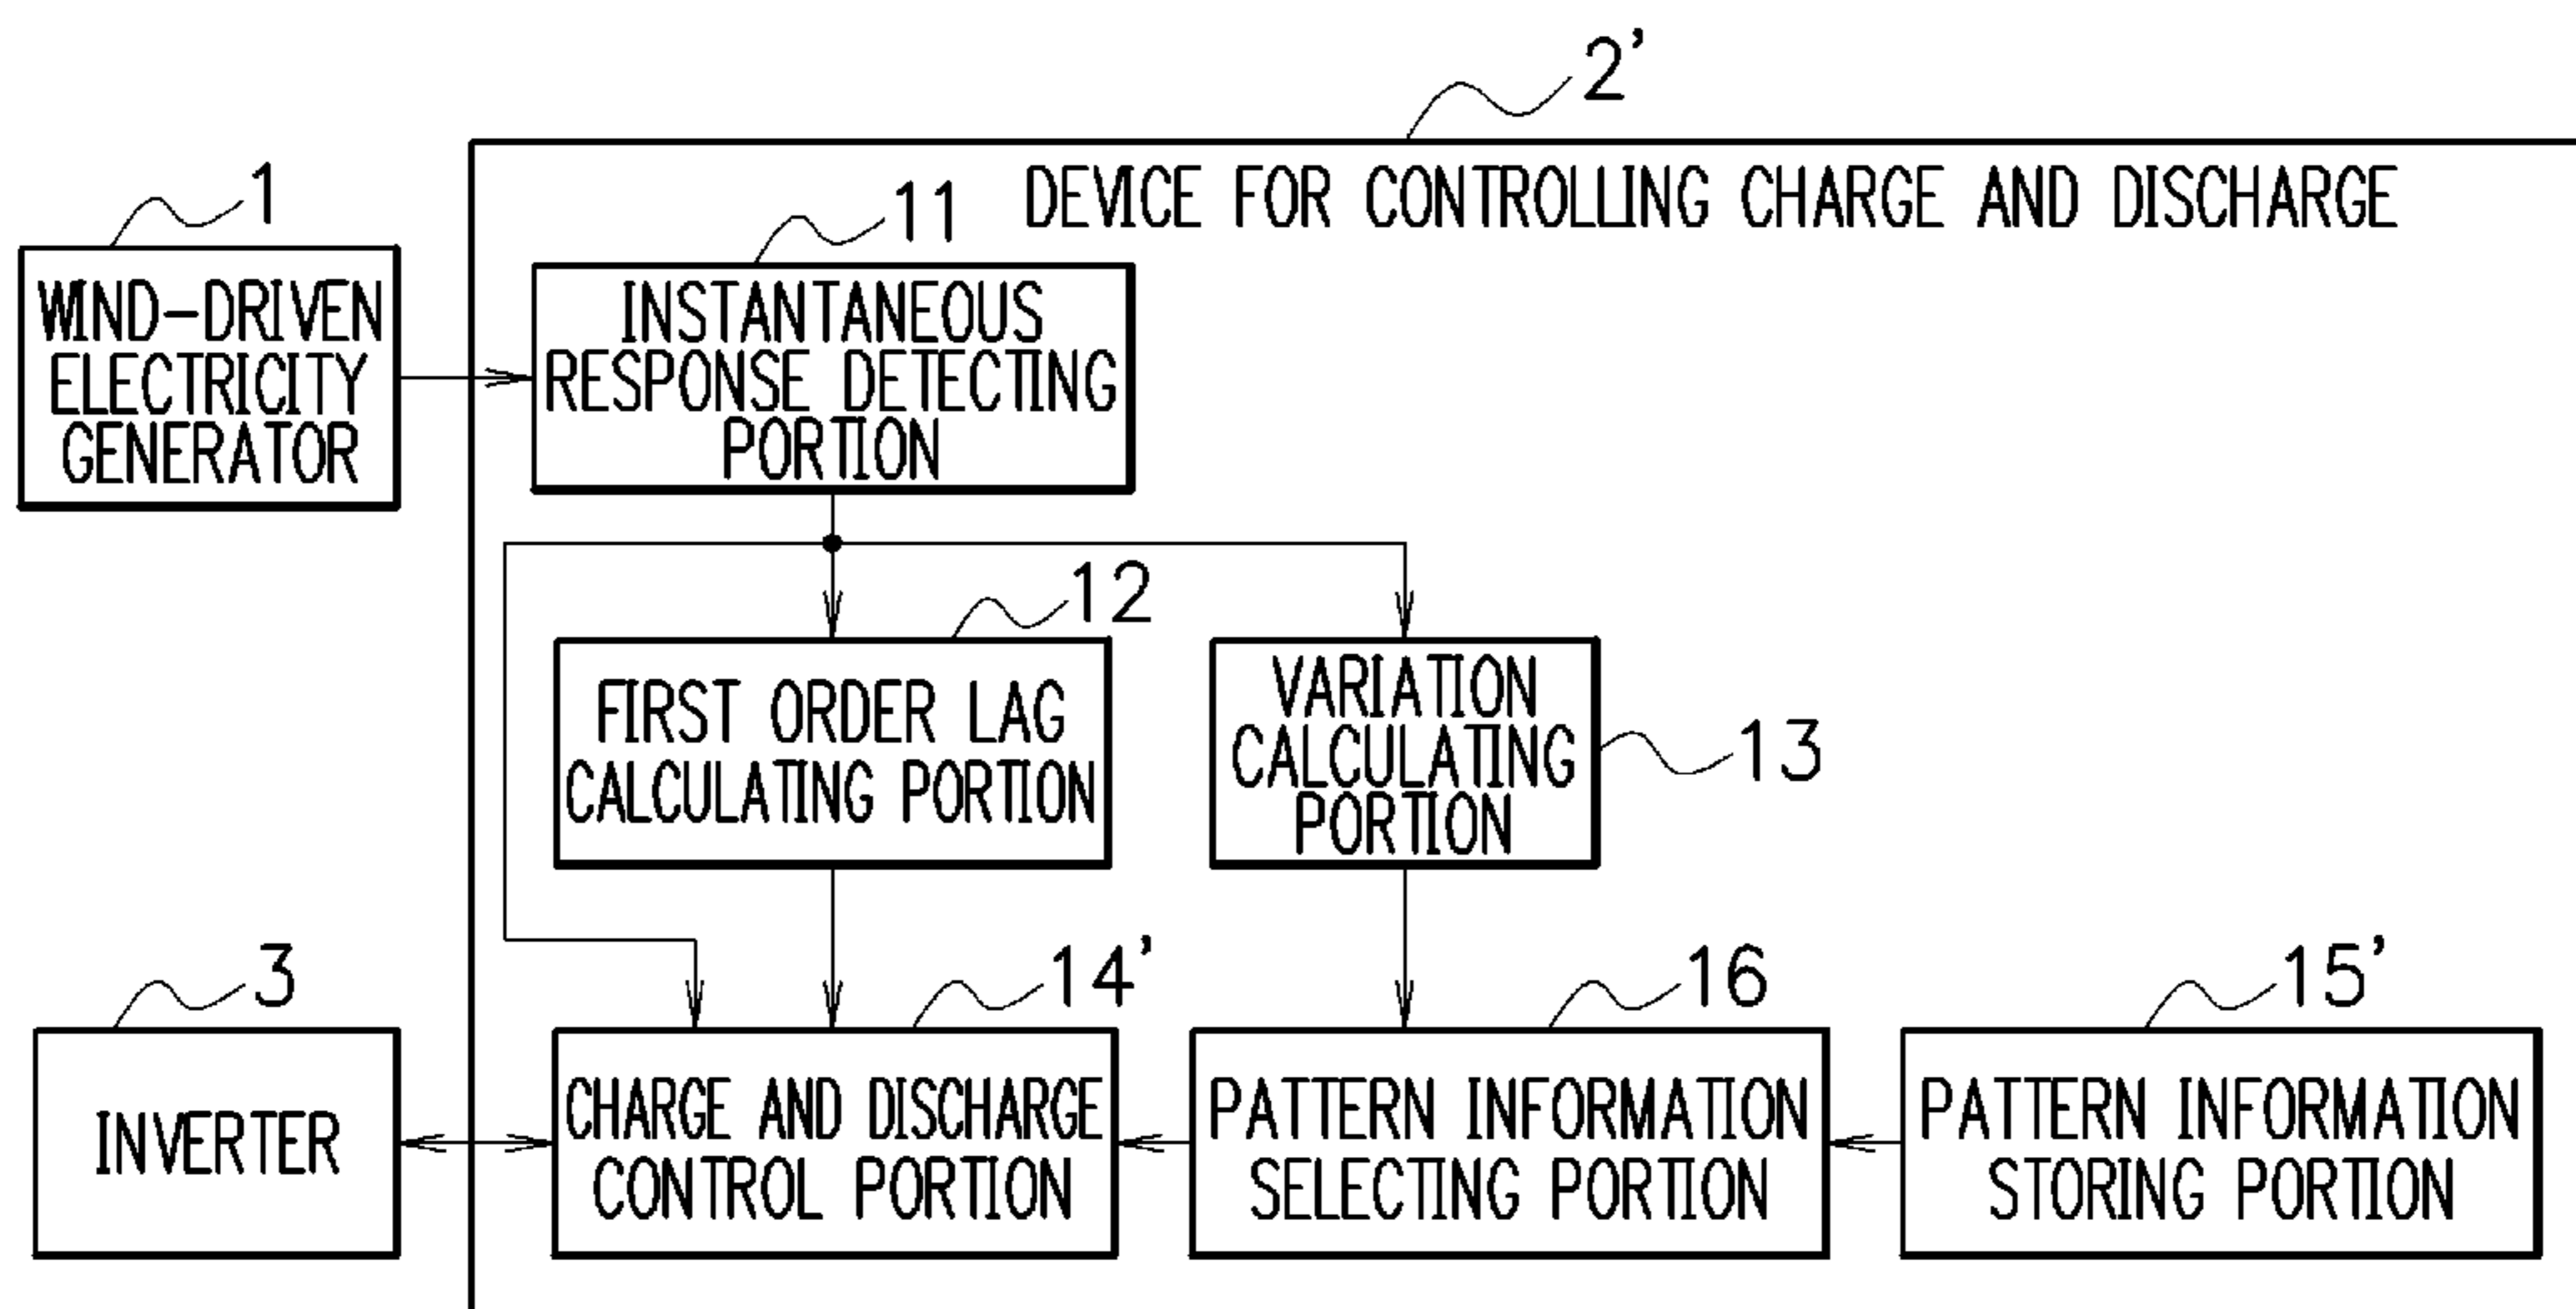 2'
DEVICE FOR CONTROLLING CHARGE AND DISCHARGE
1
WIND-DRIVEN
ELECTRICITY
GENERATOR
11
INSTANTANEOUS
RESPONSE DETECTING
PORTION
12
FIRST ORDER LAG
CALCULATING PORTION
VARIATION
CALCULATING
PORTION
13
3
INVERTER
14'
CHARGE AND DISCHARGE
CONTROL PORTION
16
PATTERN INFORMATION
SELECTING PORTION
15'
PATTERN INFORMATION
STORING PORTION